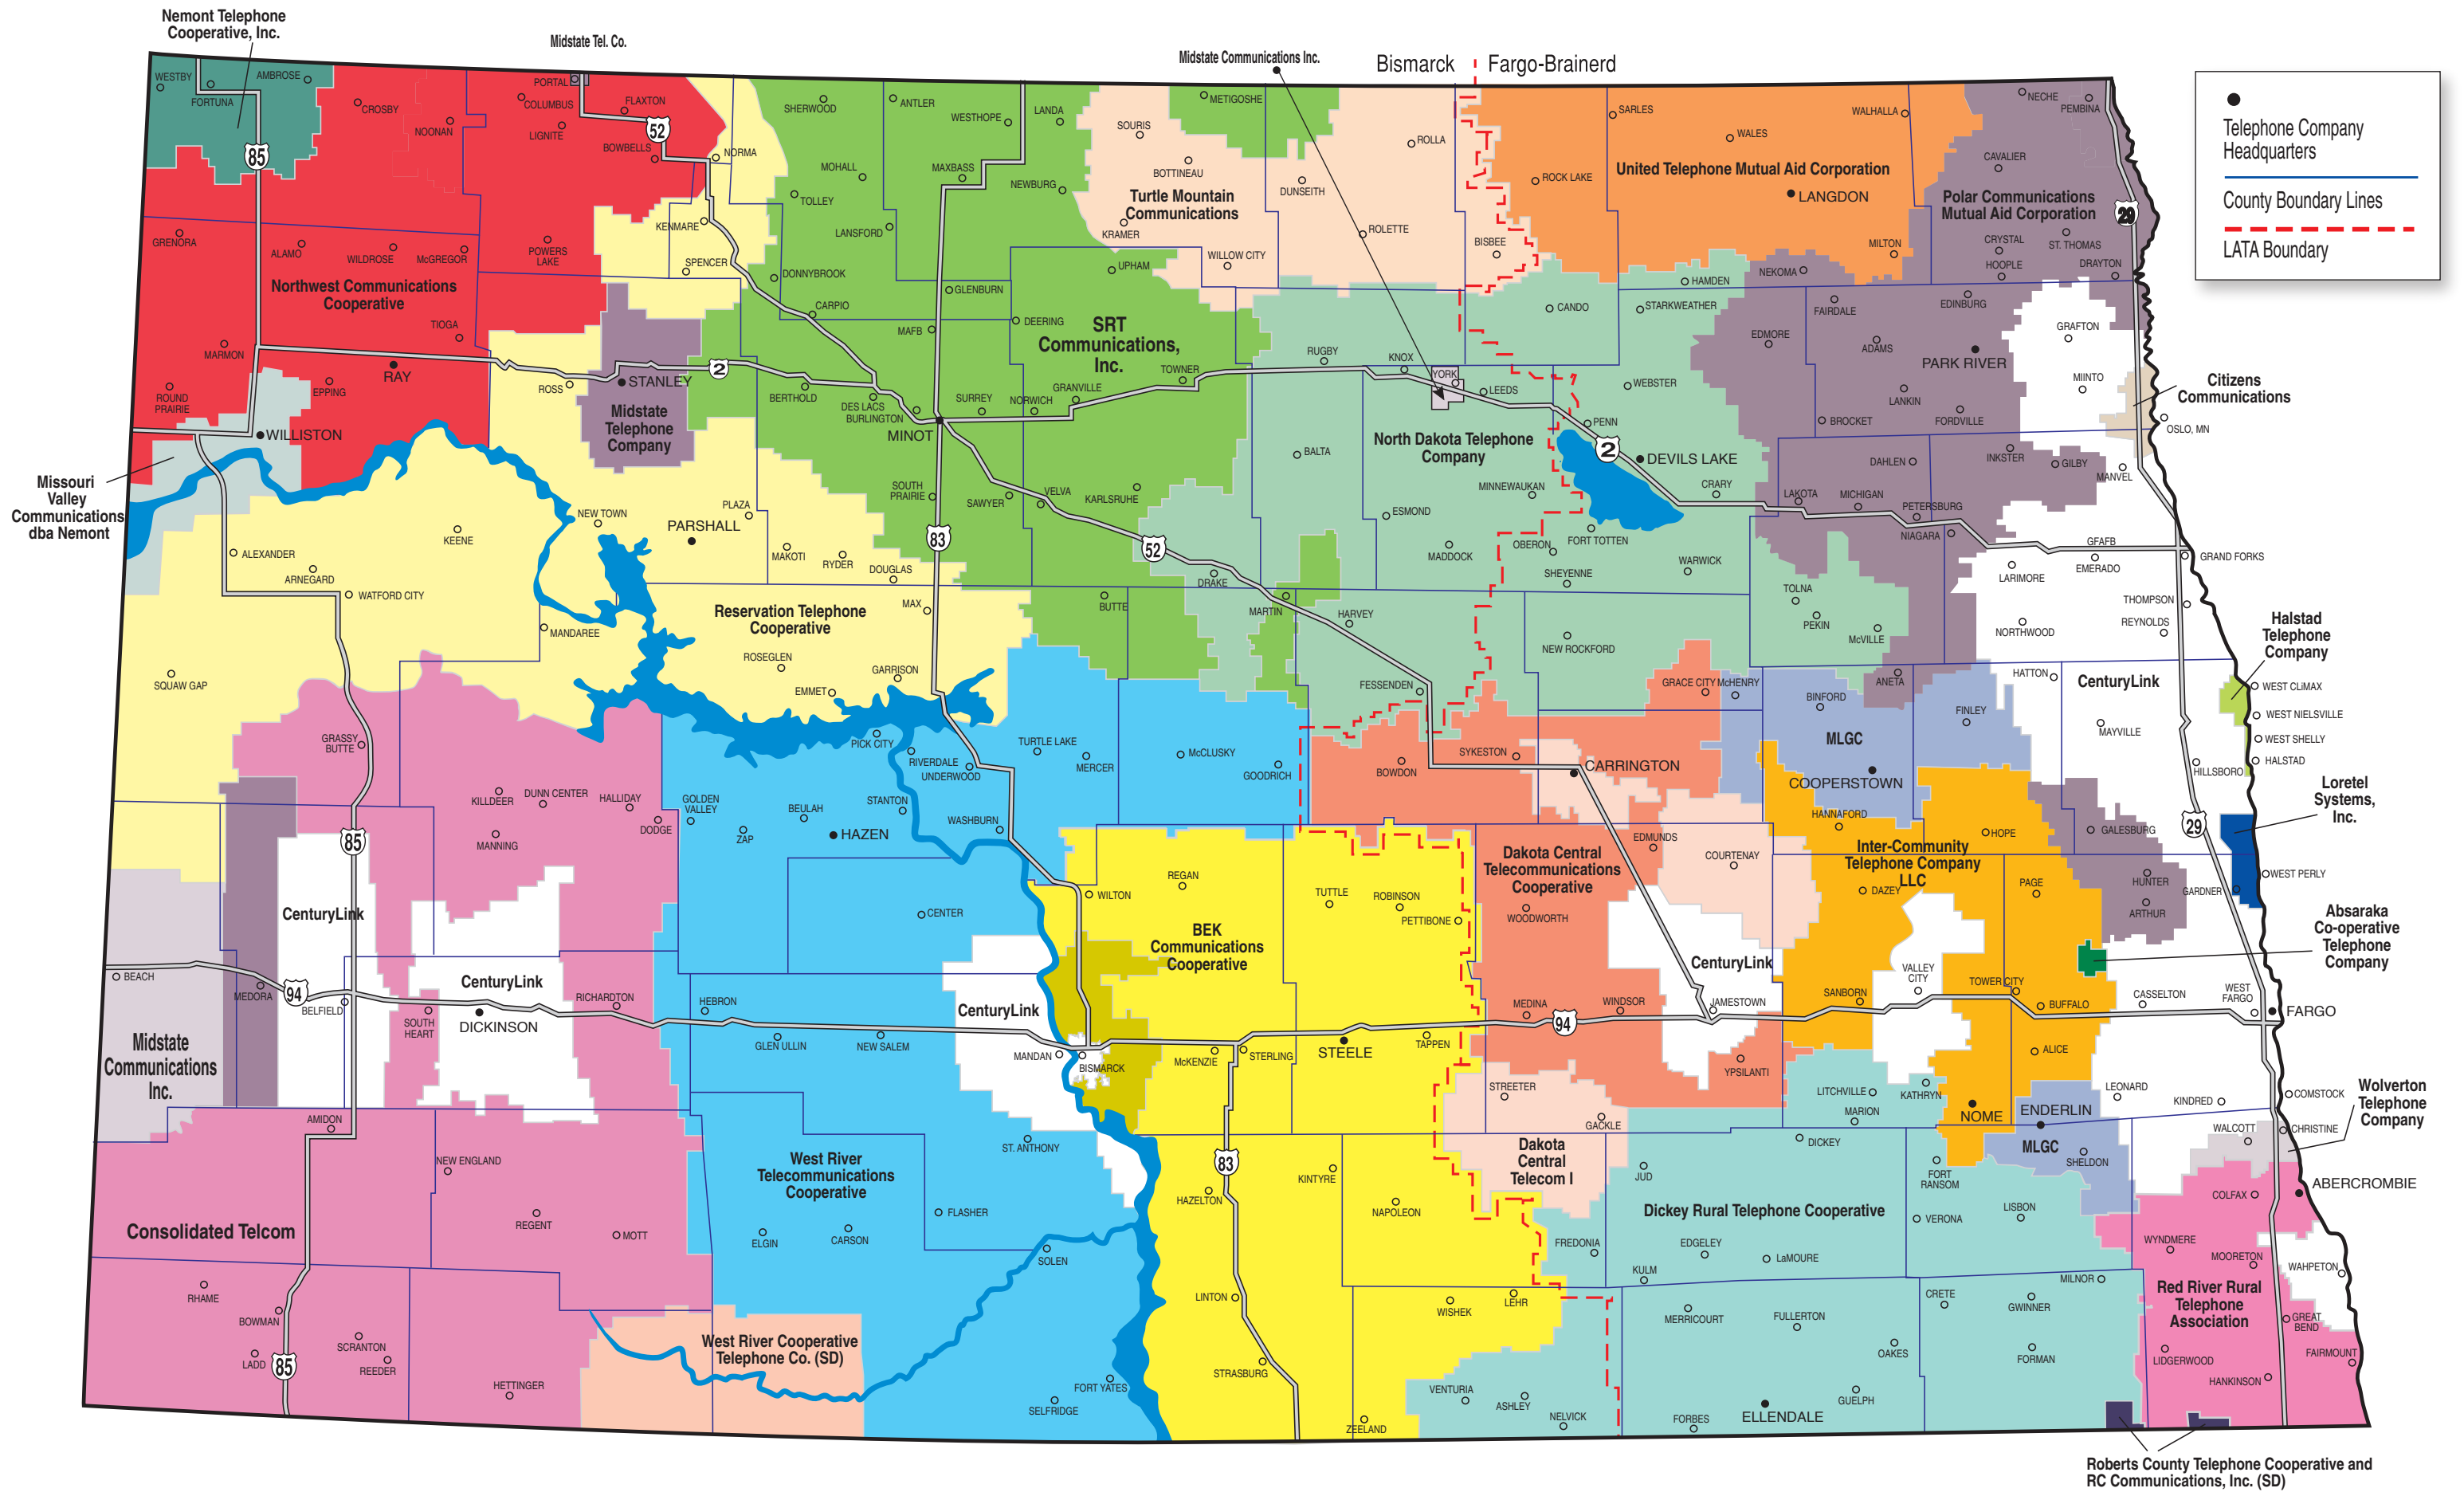 Nemont Telephone
Cooperative, Inc.
Midstate Tel. Co.
Midstate Communications Inc.
Bismarck
Fargo-Brainerd
Telephone Company
Headquarters
County Boundary Lines
LATA Boundary
WESTBY
FORTUNA
AMBROSE
CROSBY
NOONAN
PORTAL
COLUMBUS
FLAXTON
LIGNITE
BOWBELLS
52
85
NORMA
KENMARE
SPENCER
GRENORA
ALAMO
WILDROSE
McGREGOR
POWERS
LAKE
Northwest Communications
Cooperative
TIOGA
MARMON
RAY
ROUND
PRAIRIE
EPPING
WILLISTON
ROSS
STANLEY
2
Midstate
Telephone
Company
Missouri
Valley
Communications
dba Nemont
SHERWOOD
ANTLER
WESTHOPE
LANDA
MOHALL
MAXBASS
NEWBURG
TOLLEY
LANSFORD
DONNYBROOK
CARPIO
GLENBURN
UPHAM
MAFB
DEERING
SRT
Communications,
Inc.
BERTHOLD
DES LACS
BURLINGTON
SURREY
NORWICH
GRANVILLE
TOWNER
MINOT
SOUTH
PRAIRIE
SAWYER
VELVA
KARLSRUHE
83
52
DRAKE
BUTTE
MARTIN
METIGOSHE
SOURIS
BOTTINEAU
DUNSEITH
ROLLA
Turtle Mountain
Communications
KRAMER
WILLOW CITY
ROLETTE
BISBEE
SARLES
WALES
WALHALLA
United Telephone Mutual Aid Corporation
ROCK LAKE
LANGDON
MILTON
NECHE
PEMBINA
CAVALIER
Polar Communications
Mutual Aid Corporation
29
CRYSTAL
ST. THOMAS
HOOPLE
DRAYTON
NEKOMA
HAMDEN
CANDO
STARKWEATHER
FAIRDALE
EDINBURG
EDMORE
ADAMS
PARK RIVER
GRAFTON
MIINTO
Citizens
Communications
OSLO, MN
RUGBY
KNOX
YORK
LEEDS
WEBSTER
LANKIN
BROCKET
FORDVILLE
PENN
2
North Dakota Telephone
Company
BALTA
DEVILS LAKE
MINNEWAUKAN
CRARY
DAHLEN
INKSTER
GILBY
MANVEL
LAKOTA
MICHIGAN
PETERSBURG
NIAGARA
ESMOND
MADDOCK
OBERON
FORT TOTTEN
WARWICK
SHEYENNE
GFAFB
EMERADO
GRAND FORKS
LARIMORE
THOMPSON
REYNOLDS
NORTHWOOD
TOLNA
PEKIN
McVILLE
ANETA
HARVEY
NEW ROCKFORD
FESSENDEN
ALEXANDER
ARNEGARD
KEENE
WATFORD CITY
NEW TOWN
PARSHALL
PLAZA
MAKOTI
RYDER
DOUGLAS
MAX
Reservation Telephone
Cooperative
MANDAREE
ROSEGLEN
GARRISON
EMMET
SQUAW GAP
GRASSY
BUTTE
KILLDEER
DUNN CENTER
HALLIDAY
DODGE
MANNING
85
CenturyLink
CenturyLink
BEACH
MEDORA
94
BELFIELD
SOUTH
HEART
DICKINSON
RICHARDTON
Midstate
Communications
Inc.
AMIDON
NEW ENGLAND
REGENT
MOTT
Consolidated Telcom
RHAME
BOWMAN
SCRANTON
LADD
REEDER
85
HETTINGER
West River Cooperative
Telephone Co. (SD)
PICK CITY
RIVERDALE
UNDERWOOD
TURTLE LAKE
MERCER
McCLUSKY
GOODRICH
GOLDEN
VALLEY
BEULAH
STANTON
HAZEN
ZAP
WASHBURN
CENTER
WILTON
REGAN
HEBRON
GLEN ULLIN
NEW SALEM
CenturyLink
MANDAN
BISMARCK
ST. ANTHONY
West River
Telecommunications
Cooperative
FLASHER
ELGIN
CARSON
SOLEN
SELFRIDGE
FORT YATES
BEK
Communications
Cooperative
TUTTLE
ROBINSON
PETTIBONE
McKENZIE
STERLING
STEELE
TAPPEN
83
HAZELTON
KINTYRE
NAPOLEON
LINTON
WISHEK
LEHR
STRASBURG
ZEELAND
VENTURIA
ASHLEY
NELVICK
GRACE CITY
McHENRY
SYKESTON
BOWDON
CARRINGTON
BINFORD
FINLEY
MLGC
COOPERSTOWN
HATTON
CenturyLink
MAYVILLE
HILLSBORO
Halstad
Telephone
Company
WEST CLiMAX
WEST NIELSVILLE
WEST SHELLY
HALSTAD
Loretel
Systems,
Inc.
EDMUNDS
COURTENAY
Dakota Central
Telecommunications
Cooperative
WOODWORTH
HANNAFORD
HOPE
GALESBURG
29
Inter-Community
Telephone Company
LLC
DAZEY
PAGE
HUNTER
GARDNER
ARTHUR
WEST PERLY
Absaraka
Co-operative
Telephone
Company
CenturyLink
VALLEY
CITY
TOWER CITY
SANBORN
BUFFALO
CASSELTON
WEST
FARGO
FARGO
MEDINA
WINDSOR
94
JAMESTOWN
YPSILANTI
ALICE
STREETER
GACKLE
LITCHVILLE
KATHRYN
MARION
NOME
ENDERLIN
LEONARD
KINDRED
COMSTOCK
Wolverton
Telephone
Company
CHRISTINE
WALCOTT
DICKEY
MLGC
SHELDON
Dakota
Central
Telecom I
JUD
FORT
RANSOM
ABERCROMBIE
COLFAX
Dickey Rural Telephone Cooperative
VERONA
LISBON
FREDONIA
EDGELEY
LaMOURE
KULM
WYNDMERE
MOORETON
WAHPETON
MILNOR
CRETE
GWINNER
MERRICOURT
FULLERTON
Red River Rural
Telephone
Association
GREAT
BEND
OAKES
FORMAN
LIDGERWOOD
FAIRMOUNT
HANKINSON
GUELPH
FORBES
ELLENDALE
Roberts County Telephone Cooperative and
RC Communications, Inc. (SD)